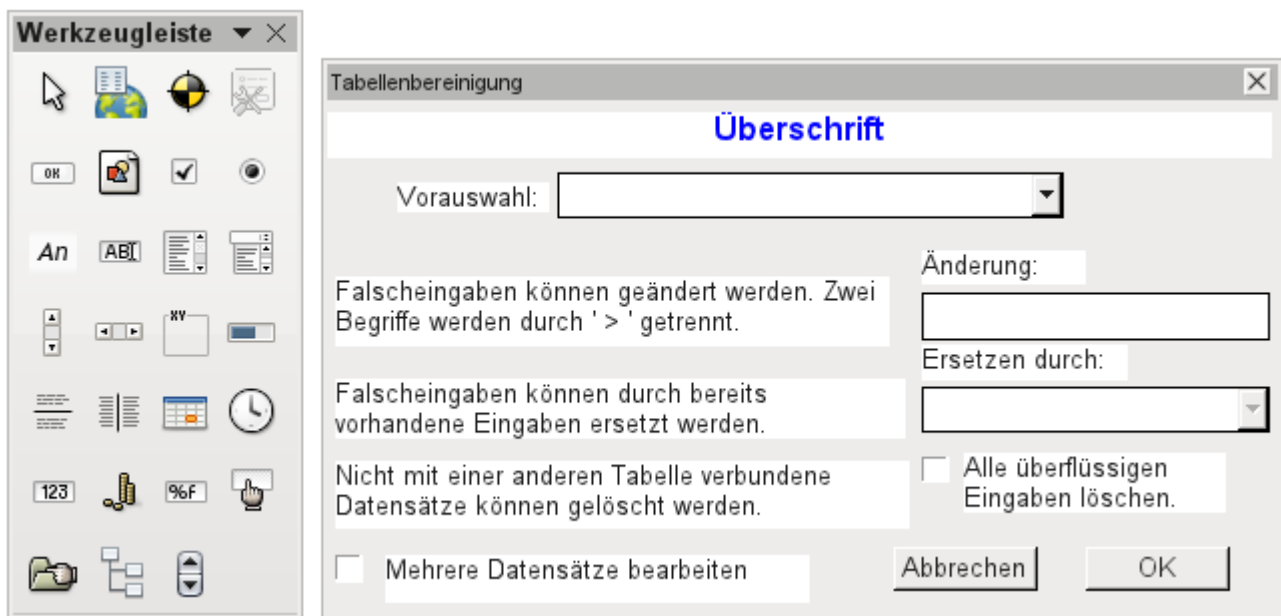 Werkzeugleiste
OK
An
ABI
XY
123
%F
Tabellenbereinigung
Überschrift
Vorauswahl:
Änderung:
Falscheingaben können geändert werden. Zwei
Begriffe werden durch ' > ' getrennt.
Ersetzen durch:
Falscheingaben können durch bereits
vorhandene Eingaben ersetzt werden.
Nicht mit einer anderen Tabelle verbundene
Datensätze können gelöscht werden.
Alle überflüssigen
Eingaben löschen.
Mehrere Datensätze bearbeiten
Abbrechen
OK